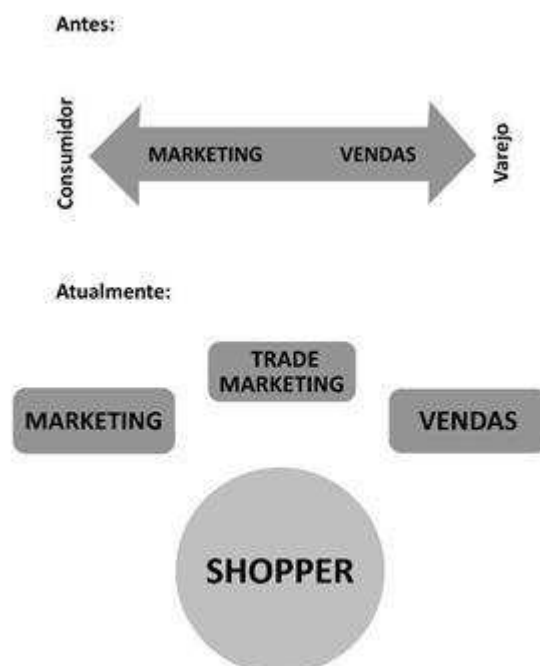 Antes:
Consumidor
MARKETING VENDAS
Varejo
Atualmente:
TRADE
MARKETING
MARKETING
VENDAS
SHOPPER